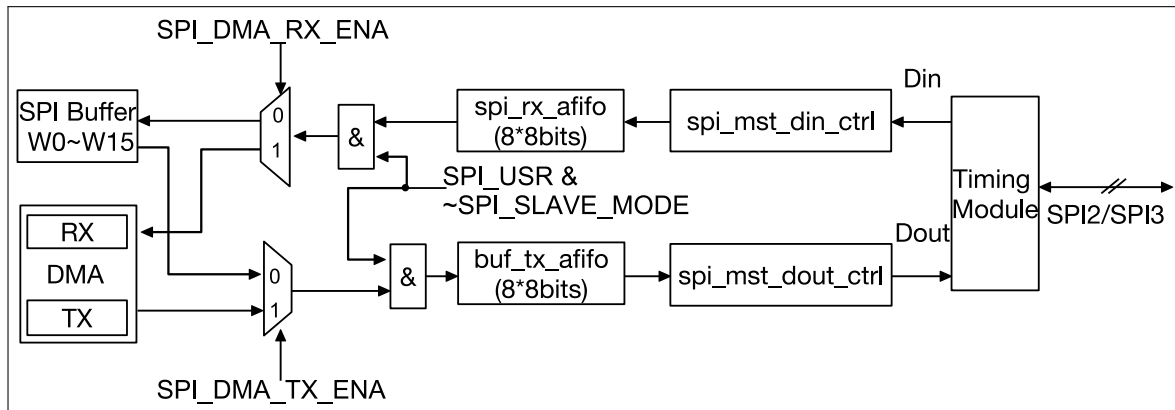 SPI_DMA_RX_ENA
SPI Buffer
W0~W15
0
1
&
spi_rx_afifo
(8*8bits)
spi_mst_din_ctrl
Din
Timing
Module
SPI2/SPI3
SPI_USR &
~SPI_SLAVE_MODE
RX
DMA
TX
0
1
&
buf_tx_afifo
(8*8bits)
spi_mst_dout_ctrl
Dout
SPI_DMA_TX_ENA